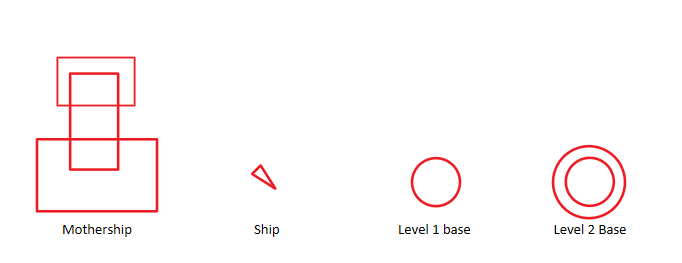 Mothership
Ship
Level 1 base
Level 2 Base